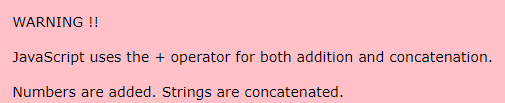 WARNING !!
JavaScript uses the + operator for both addition and concatenation.
Numbers are added. Strings are concatenated.